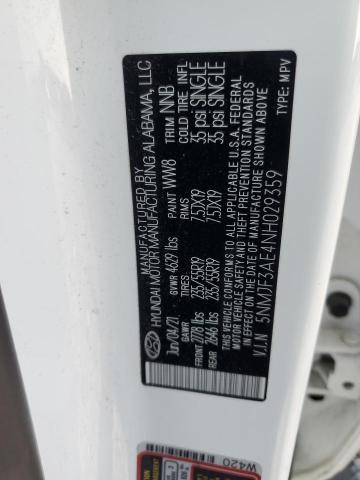 MANUFACTURED BY
HYUNDAI MOTOR MANUFACTURING ALABAMA, LLC
Jun/04/21 PAINT WW8 TRIM NNB
GVWR 4629 lbs
GAWR TIRES RIMS COLD TIRE INFL
FRONT 2778 lbs 235/55R19 7.5JX19 35 psi SINGLE
REAR 2646 lbs 235/55R19 7.5JX19 35 psi SINGLE
THIS VEHICLE CONFORMS TO ALL APPLICABLE U.S.A. FEDERAL
MOTOR VEHICLE SAFETY AND THEFT PREVENTION STANDARDS
IN EFFECT ON THE DATE OF MANUFACTURE SHOWN ABOVE
V.I.N 5NMJF3AE4NH029359 TYPE: MPV
W420